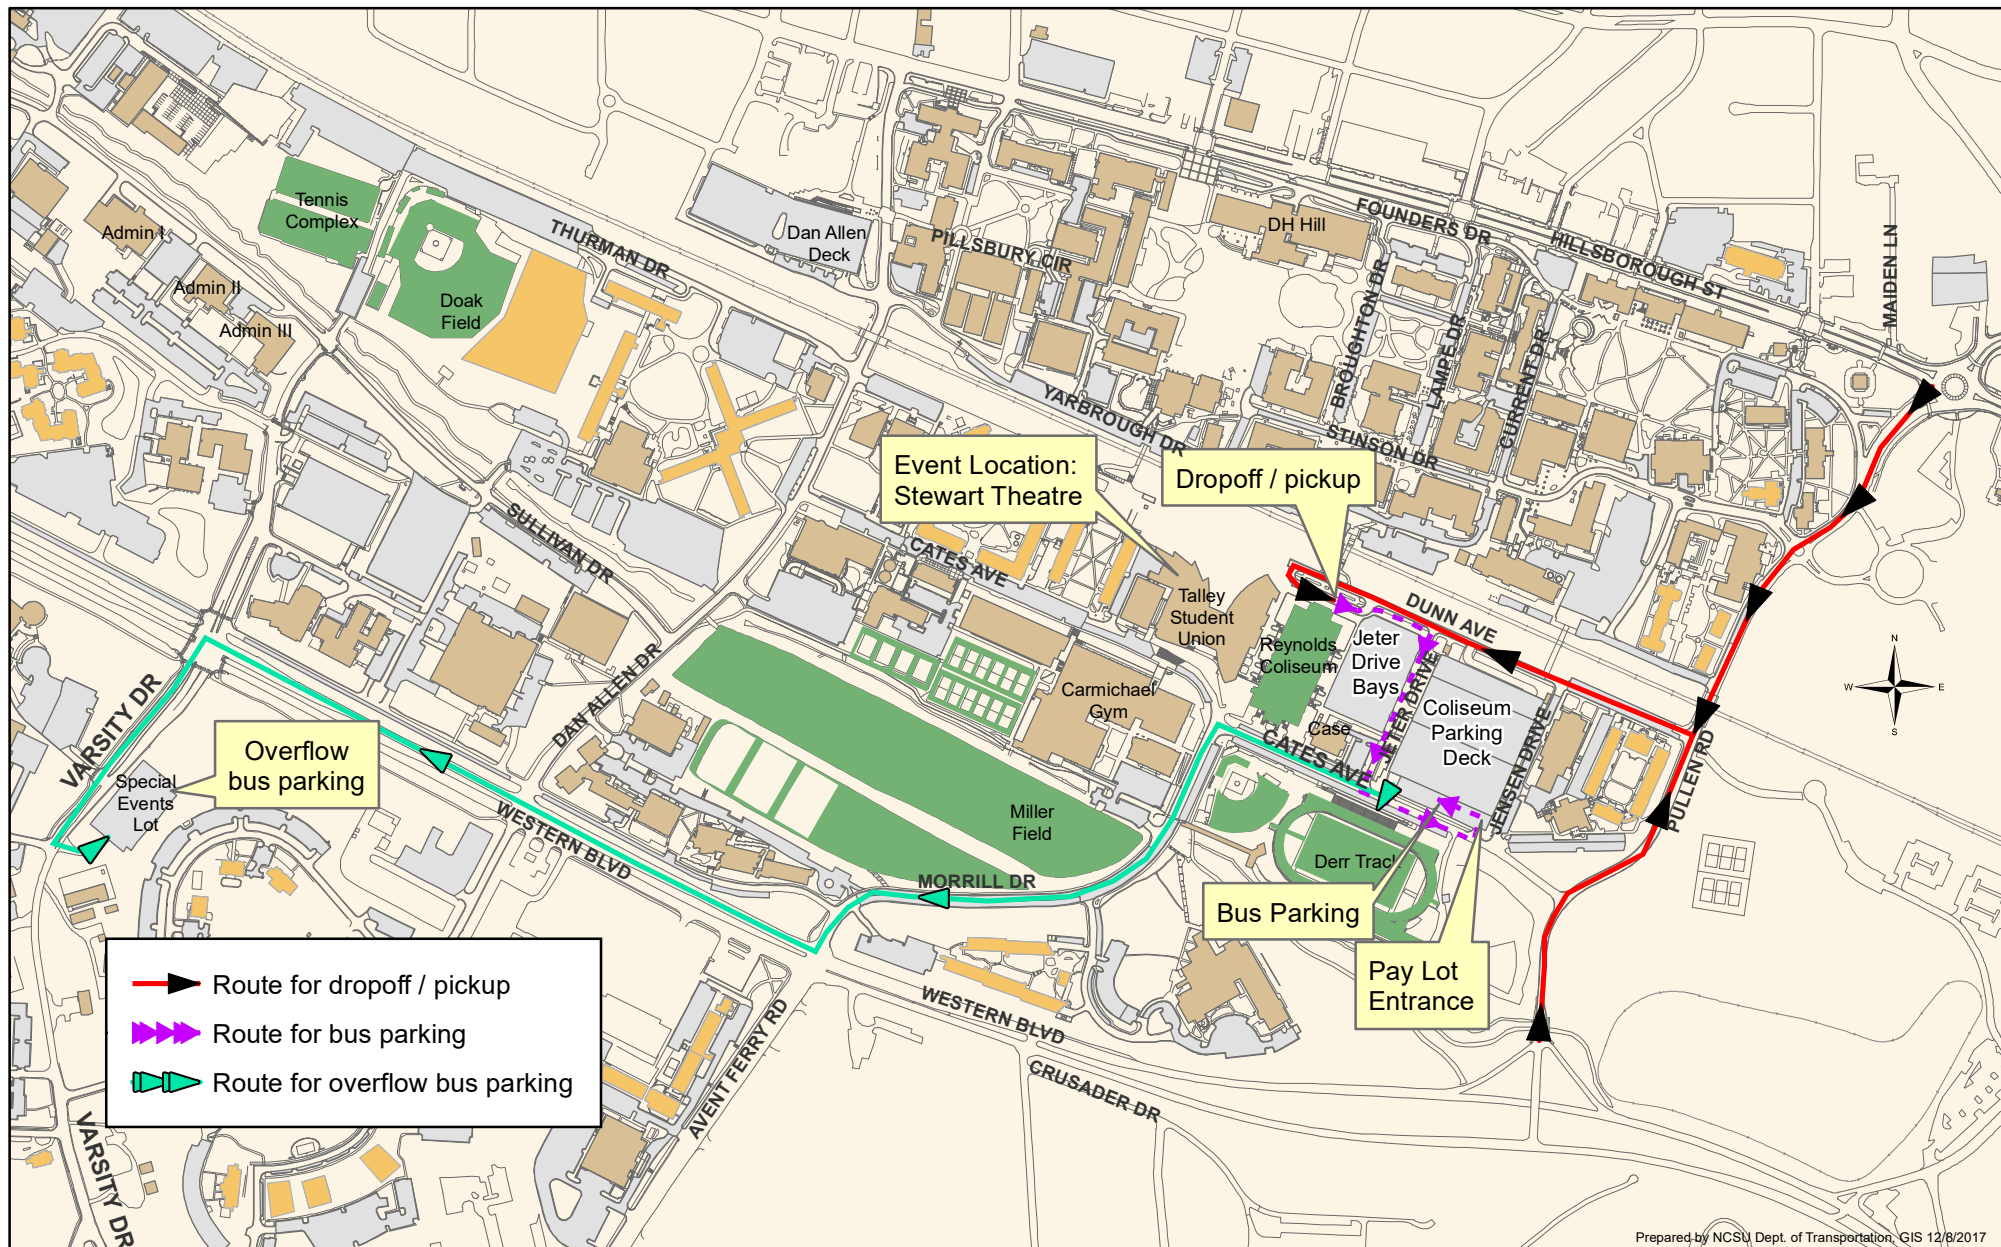 Tennis
Complex
Admin I
Admin II
Admin III
Doak
Field
THURMAN DR
Dan Allen
Deck
PILLSBURY CIR
DH Hill
FOUNDERS DR
HILLSBOROUGH ST
MAIDEN LN
BROUGHTON DR
LAMPE DR
CURRENT DR
YARBROUGH DR
STINSON DR
Event Location:
Stewart Theatre
Dropoff / pickup
SULLIVAN DR
CATES AVE
Talley
Student
Union
Reynolds
Coliseum
Jeter
Drive
Bays
DUNN AVE
JETER DRIVE
Coliseum
Parking
Deck
JENSEN DRIVE
PULLEN RD
N
W
E
S
Carmichael
Gym
Case
CATES AVE
DAN ALLEN DR
VARSITY DR
Overflow
bus parking
Special
Events
Lot
WESTERN BLVD
Miller
Field
MORRILL DR
Derr Track
Bus Parking
Pay Lot
Entrance
WESTERN BLVD
CRUSADER DR
AVENT FERRY RD
VARSITY DR
Route for dropoff / pickup
Route for bus parking
Route for overflow bus parking
Prepared by NCSU Dept. of Transportation, GIS 12/8/2017